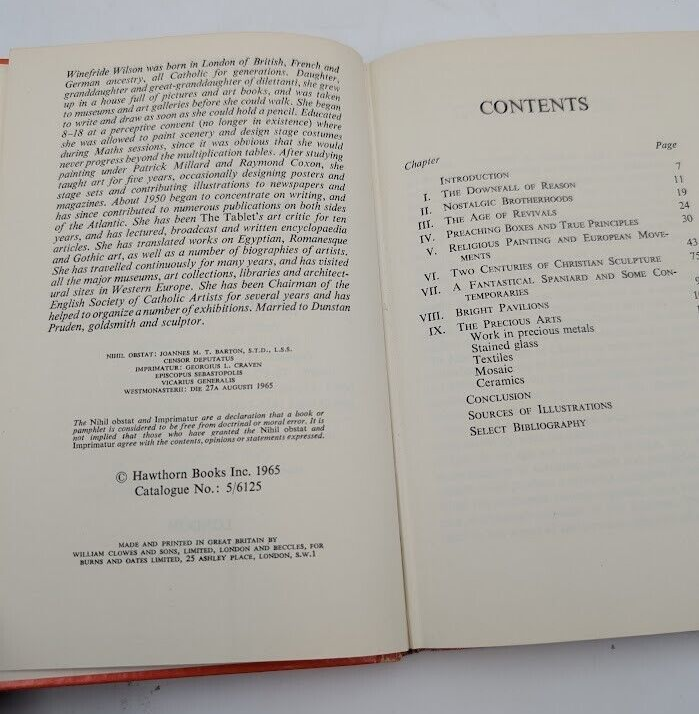 Winefride Wilson was born in London of British, French and
German ancestry, all Catholic for generations. Daughter,
granddaughter and great-granddaughter of dilettanti, she grew
up in a house full of pictures and art books, and was taken
to museums and art galleries before she could walk. She began
to write and draw as soon as she could hold a pencil. Educated
8–18 at a perceptive convent (no longer in existence) where
she was allowed to paint scenery and design stage costumes
during Maths sessions, since it was obvious that she would
never progress beyond the multiplication tables. After studying
painting under Patrick Millard and Raymond Coxon, she
taught art for five years, occasionally designing posters and
stage sets and contributing illustrations to newspapers and
magazines. About 1950 began to concentrate on writing, and
has since contributed to numerous publications on both sides
of the Atlantic. She has been The Tablet's art critic for ten
years, and has lectured, broadcast and written encyclopaedia
articles. She has translated works on Egyptian, Romanesque
and Gothic art, as well as a number of biographies of artists.
She has travelled continuously for many years, and has visited
all the major museums, art collections, libraries and architect-
ural sites in Western Europe. She has been Chairman of the
English Society of Catholic Artists for several years and has
helped to organize a number of exhibitions. Married to Dunstan
Pruden, goldsmith and sculptor.
NIHIL OBSTAT: JOANNES M. T. BARTON, S.T.D., L.S.S.
CENSOR DEPUTATUS
IMPRIMATUR: GEORGIUS L. CRAVEN
EPISCOPUS SEBASTOPOLIS
VICARIUS GENERALIS
WESTMONASTERII: DIE 27A AUGUSTI 1965
The Nihil obstat and Imprimatur are a declaration that a book or
pamphlet is considered to be free from doctrinal or moral error. It is
not implied that those who have granted the Nihil obstat and
Imprimatur agree with the contents, opinions or statements expressed.
© Hawthorn Books Inc. 1965
Catalogue No.: 5/6125
MADE AND PRINTED IN GREAT BRITAIN BY
WILLIAM CLOWES AND SONS, LIMITED, LONDON AND BECCLES, FOR
BURNS AND OATES LIMITED, 25 ASHLEY PLACE, LONDON, S.W.1
CONTENTS
Chapter Page
INTRODUCTION 7
I. THE DOWNFALL OF REASON 11
II. NOSTALGIC BROTHERHOODS 19
III. THE AGE OF REVIVALS 24
IV. PREACHING BOXES AND TRUE PRINCIPLES 30
V. RELIGIOUS PAINTING AND EUROPEAN MOVE-
MENTS 43
VI. TWO CENTURIES OF CHRISTIAN SCULPTURE 75
VII. A FANTASTICAL SPANIARD AND SOME CON-
TEMPORARIES
VIII. BRIGHT PAVILIONS
IX. THE PRECIOUS ARTS
Work in precious metals
Stained glass
Textiles
Mosaic
Ceramics
CONCLUSION
SOURCES OF ILLUSTRATIONS
SELECT BIBLIOGRAPHY